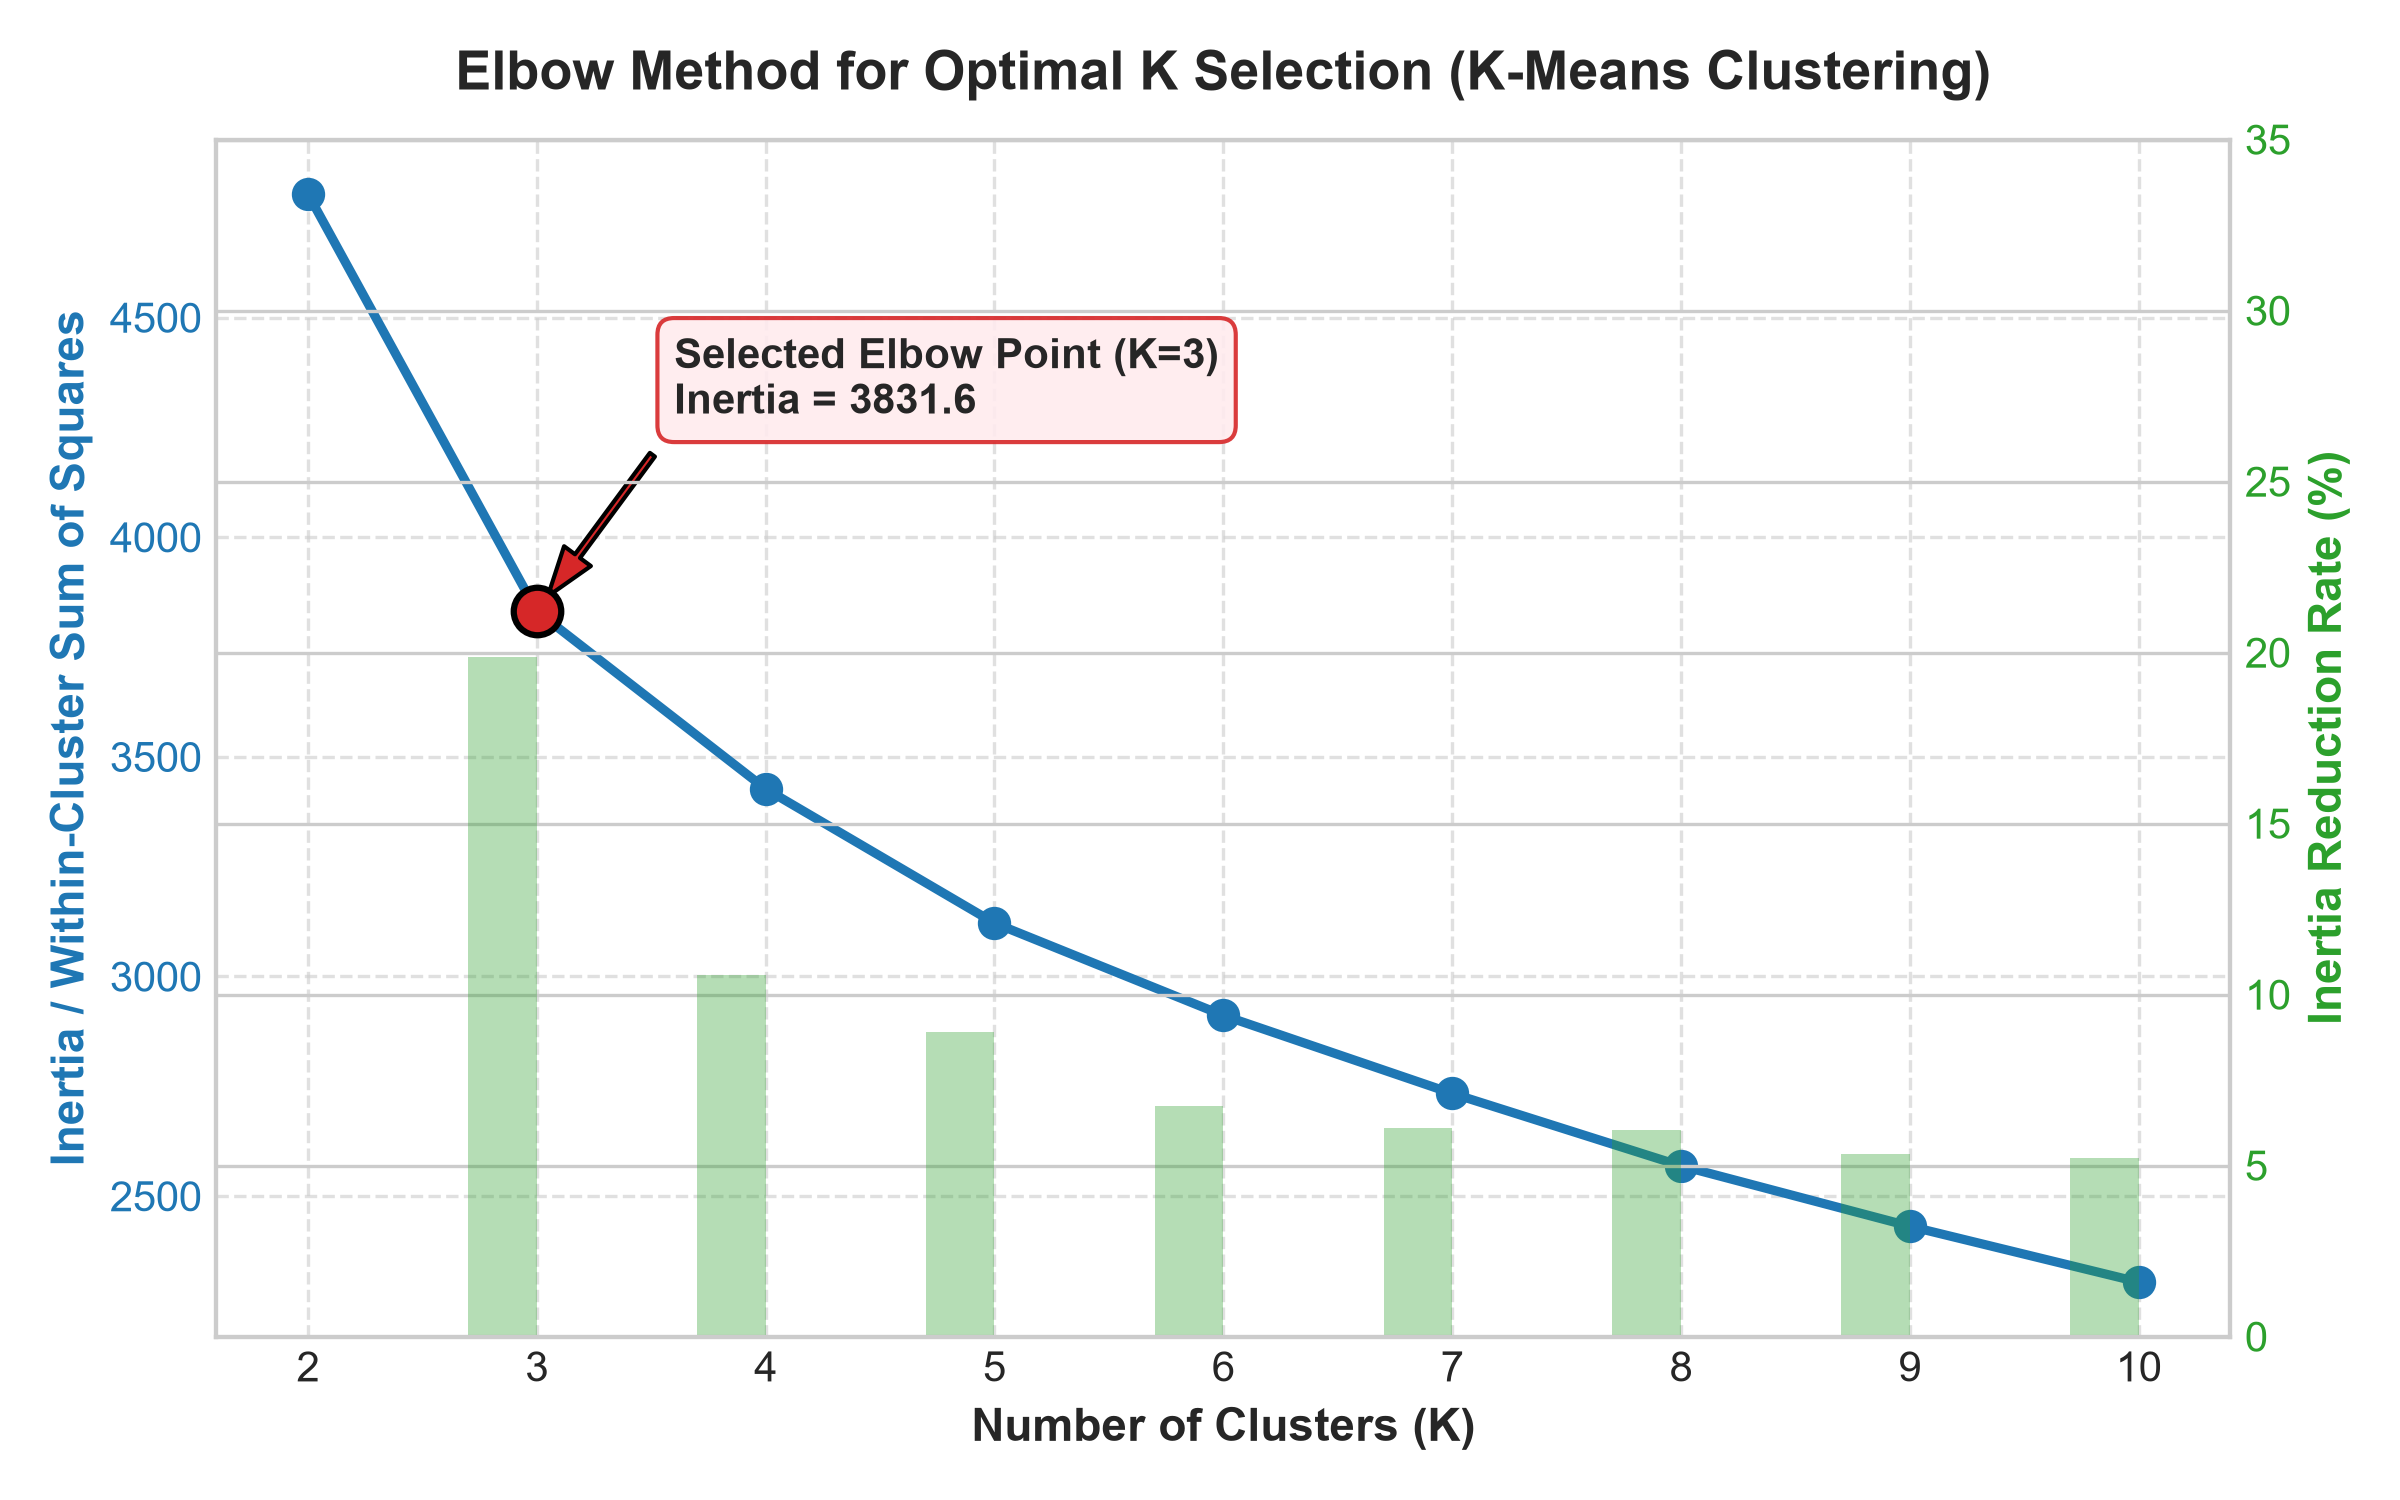 Elbow Method for Optimal K Selection (K-Means Clustering)
Inertia / Within-Cluster Sum of Squares
4500
4000
3500
3000
2500
Selected Elbow Point (K=3)
Inertia = 3831.6
35
30
25
20
15
10
5
0
Inertia Reduction Rate (%)
2 3 4 5 6 7 8 9 10
Number of Clusters (K)